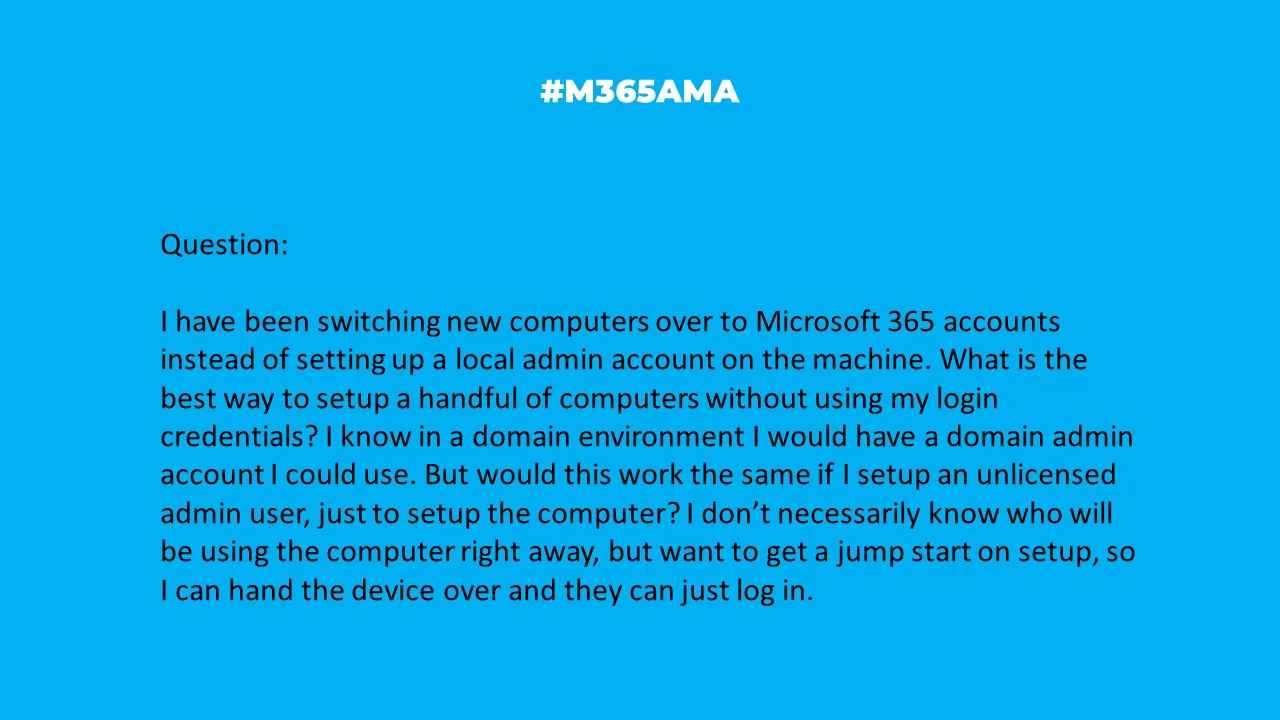 #M365AMA
Question:
I have been switching new computers over to Microsoft 365 accounts
instead of setting up a local admin account on the machine. What is the
best way to setup a handful of computers without using my login
credentials? I know in a domain environment I would have a domain admin
account I could use. But would this work the same if I setup an unlicensed
admin user, just to setup the computer? I don’t necessarily know who will
be using the computer right away, but want to get a jump start on setup, so
I can hand the device over and they can just log in.